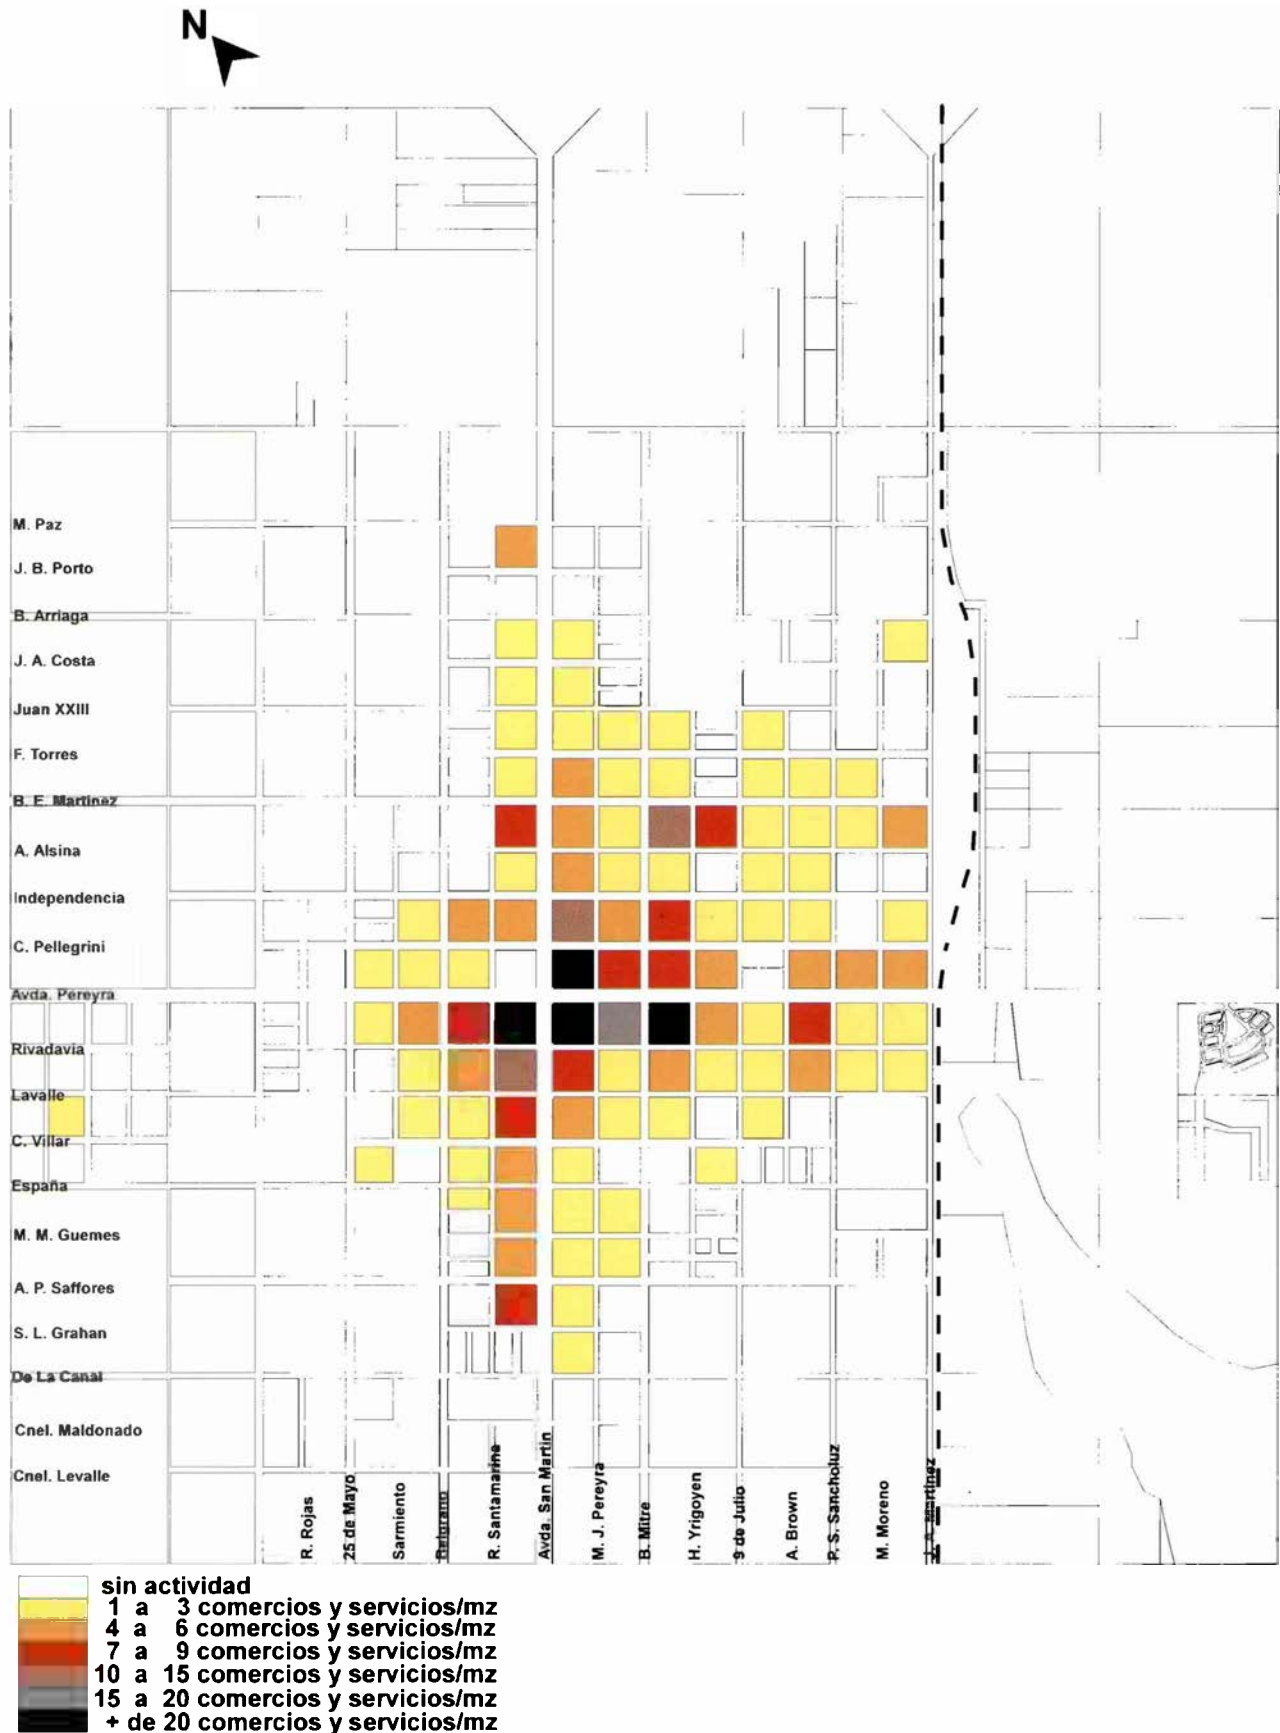 N
M. Paz
J. B. Porto
B. Arriaga
J. A. Costa
Juan XXIII
F. Torres
B. E. Martinez
A. Alsina
Independencia
C. Pellegrini
Avda. Pereyra
Rivadavia
Lavalle
C. Villar
España
M. M. Guemes
A. P. Saffores
S. L. Grahan
De La Canal
Cnel. Maldonado
Cnel. Levalle
R. Rojas
25 de Mayo
Sarmiento
Belgrano
R. Santamarina
Avda. San Martin
M. J. Pereyra
B. Mitre
H. Yrigoyen
9 de Julio
A. Brown
P. S. Sancholuz
M. Moreno
J. A. Martinez
sin actividad
1 a 3 comercios y servicios/mz
4 a 6 comercios y servicios/mz
7 a 9 comercios y servicios/mz
10 a 15 comercios y servicios/mz
15 a 20 comercios y servicios/mz
+ de 20 comercios y servicios/mz